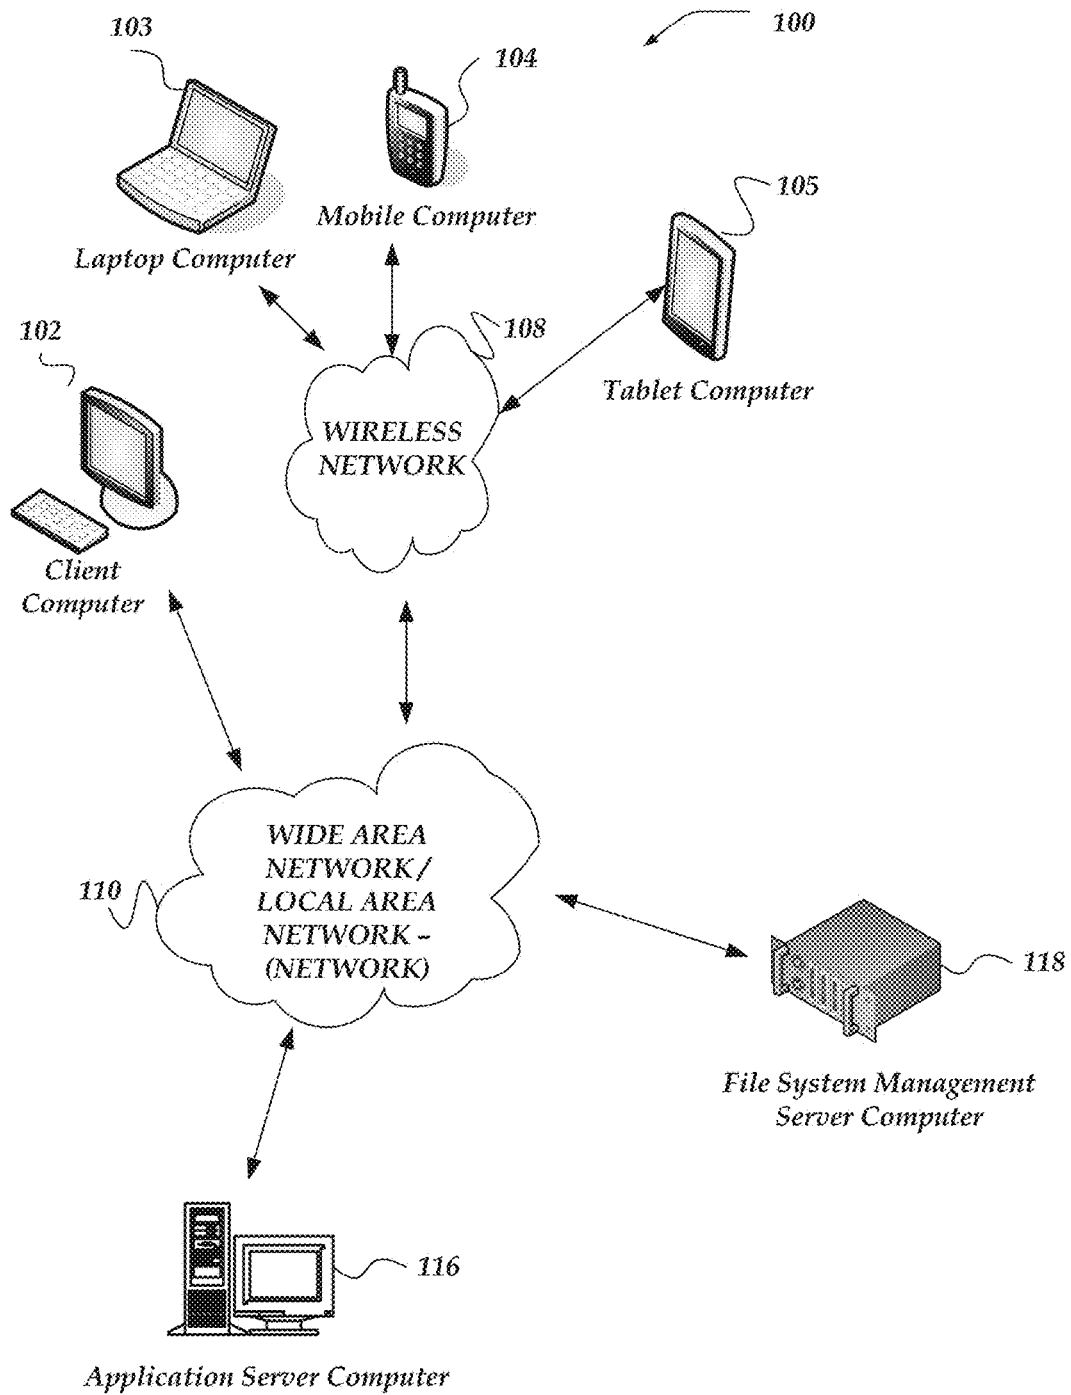 103
100
104
105
Mobile Computer
Laptop Computer
102
108
Tablet Computer
WIRELESS
NETWORK
Client
Computer
WIDE AREA
NETWORK /
LOCAL AREA
NETWORK –
(NETWORK)
110
118
File System Management
Server Computer
116
Application Server Computer